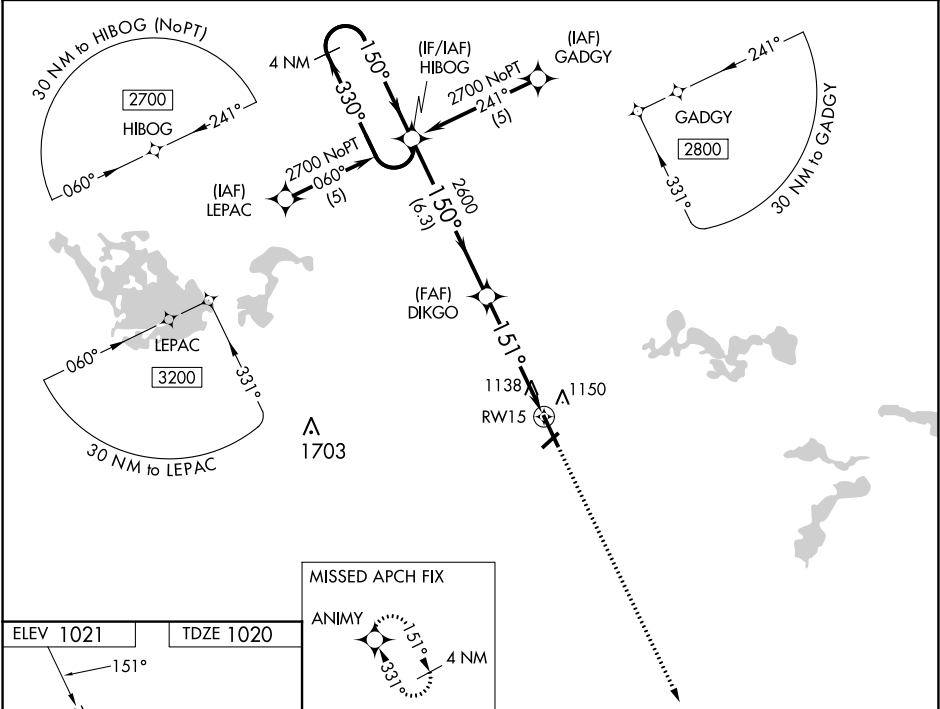 30 NM to HIBOG (NoPT)
2700
HIBOG
241°
060°
4 NM
150°
330°
(IF/IAF)
HIBOG
(IAF)
GADGY
2700 NoPT
241°
(5)
2700 NoPT
060°
(5)
(IAF)
LEPAC
241°
GADGY
2800
331°
30 NM to GADGY
2600
150°
(6.3)
(FAF)
DIKGO
151°
1138
1150
RW15
060°
LEPAC
3200
331°
30 NM to LEPAC
1703
MISSED APCH FIX
ANIMY
151°
331°
4 NM
ELEV 1021
TDZE 1020
151°